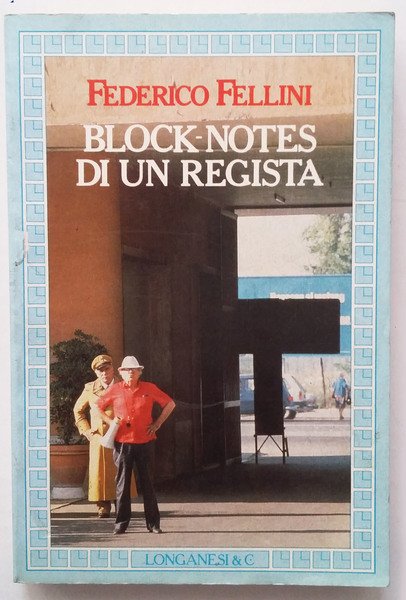 FEDERICO FELLINI
BLOCK-NOTES
DI UN REGISTA
LONGANESI & C.